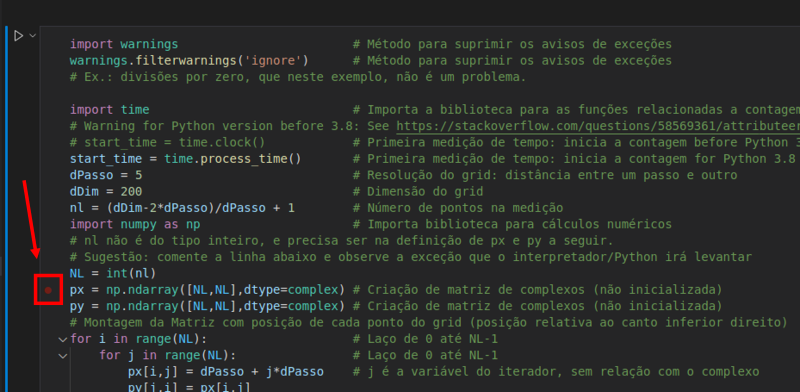 import warnings # Método para suprimir os avisos de exceções
warnings.filterwarnings('ignore') # Método para suprimir os avisos de exceções
# Ex.: divisões por zero, que neste exemplo, não é um problema.
import time # Importa a biblioteca para as funções relacionadas a contagem
# Warning for Python version before 3.8: See https://stackoverflow.com/questions/58569361/attributeer
# start_time = time.clock() # Primeira medição de tempo: inicia a contagem before Python 3
start_time = time.process_time() # Primeira medição de tempo: inicia a contagem for Python 3.8
dPasso = 5 # Resolução do grid: distância entre um passo e outro
dDim = 200 # Dimensão do grid
nl = (dDim-2*dPasso)/dPasso + 1 # Número de pontos na medição
import numpy as np # Importa biblioteca para cálculos numéricos
# nl não é do tipo inteiro, e precisa ser na definição de px e py a seguir.
# Sugestão: comente a linha abaixo e observe a exceção que o interpretador/Python irá levantar
NL = int(nl)
px = np.ndarray([NL,NL],dtype=complex) # Criação de matriz de complexos (não inicializada)
py = np.ndarray([NL,NL],dtype=complex) # Criação de matriz de complexos (não inicializada)
# Montagem da Matriz com posição de cada ponto do grid (posição relativa ao canto inferior direito)
for i in range(NL): # Laço de 0 até NL-1
for j in range(NL): # Laço de 0 até NL-1
px[i,j] = dPasso + j*dPasso # j é a variável do iterador, sem relação com o complexo
py[j,i] = px[i,j]